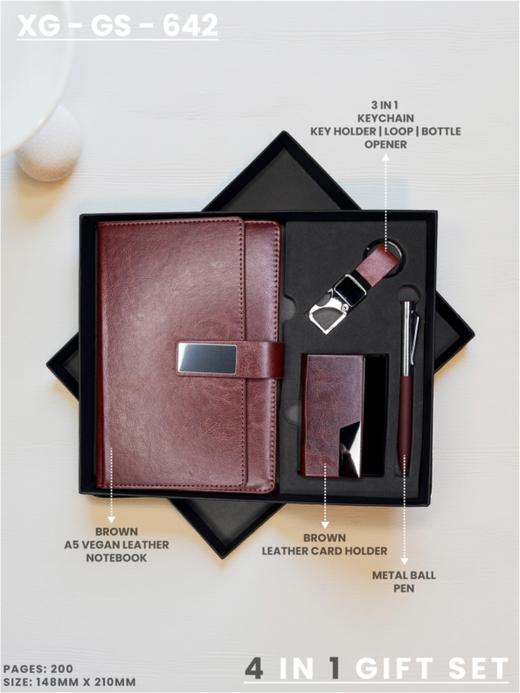 XG - GS - 642
3 IN 1
KEYCHAIN
KEY HOLDER | LOOP | BOTTLE
OPENER
BROWN
A5 VEGAN LEATHER
NOTEBOOK
BROWN
LEATHER CARD HOLDER
METAL BALL
PEN
PAGES: 200
SIZE: 148MM X 210MM
4 IN 1 GIFT SET